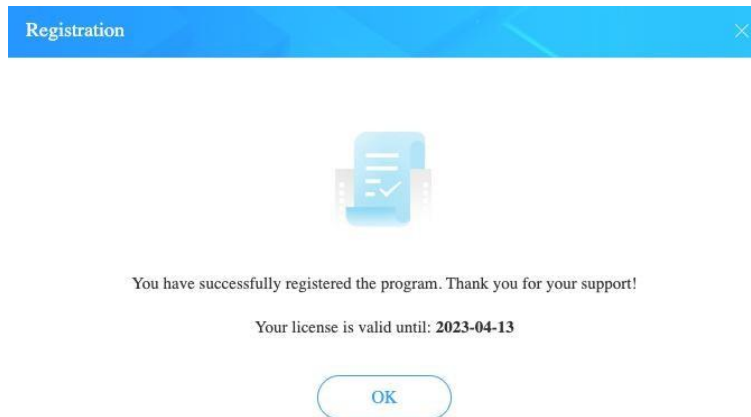 Registration
You have successfully registered the program. Thank you for your support!
Your license is valid until: 2023-04-13
OK